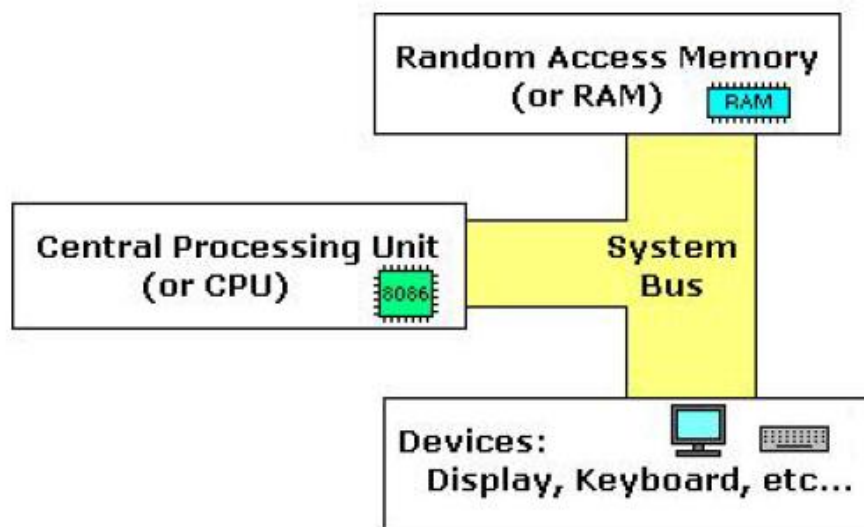 Random Access Memory
(or RAM)
RAM
Central Processing Unit
(or CPU)
8086
System
Bus
Devices:
Display, Keyboard, etc...